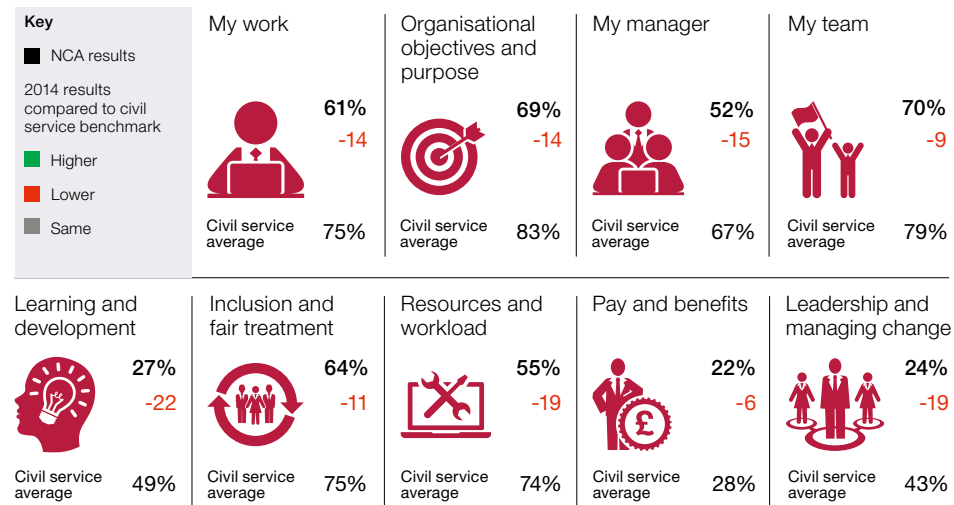 Key
NCA results
2014 results
compared to civil
service benchmark
Higher
Lower
Same
My work
61%
-14
Civil service
average
75%
Organisational
objectives and
purpose
69%
-14
Civil service
average
83%
My manager
52%
-15
Civil service
average
67%
My team
70%
-9
Civil service
average
79%
Learning and
development
27%
-22
Civil service
average
49%
Inclusion and
fair treatment
64%
-11
Civil service
average
75%
Resources and
workload
55%
-19
Civil service
average
74%
Pay and benefits
22%
-6
£
Civil service
average
28%
Leadership and
managing change
24%
-19
Civil service
average
43%